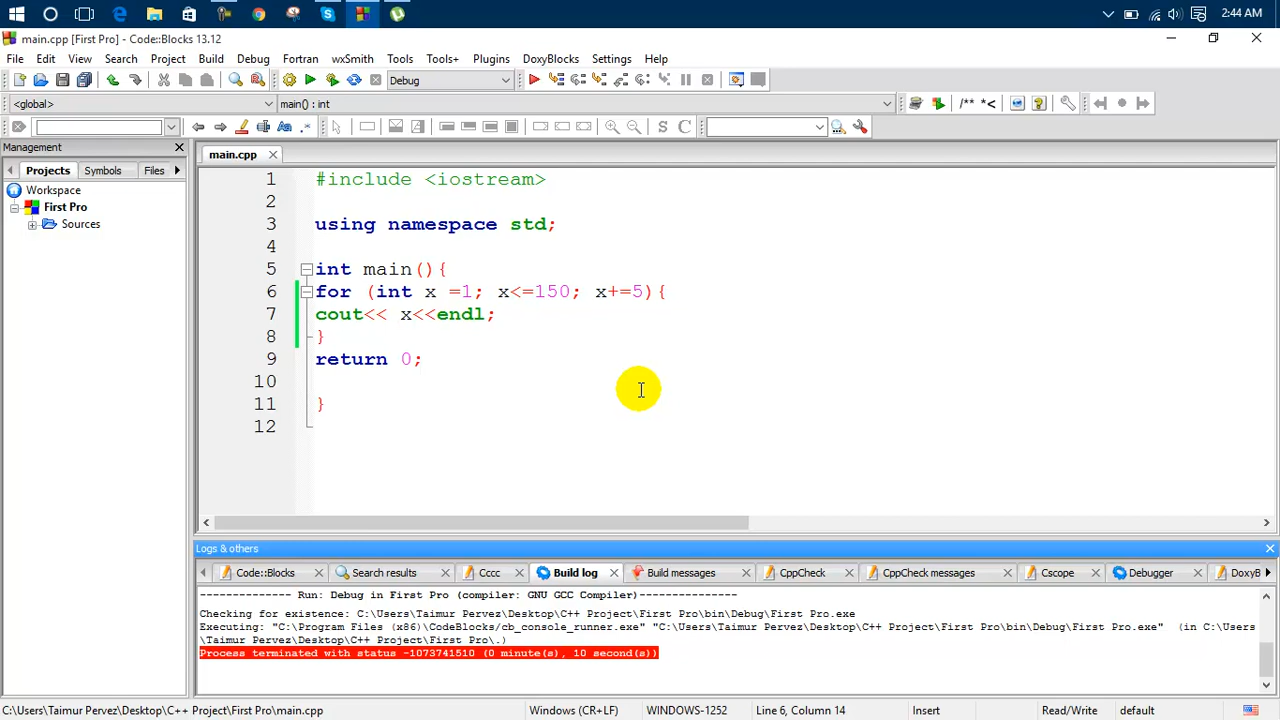 2:44 AM
main.cpp [First Pro] - Code::Blocks 13.12
File Edit View Search Project Build Debug Fortran wxSmith Tools Tools+ Plugins DoxyBlocks Settings Help
Debug
<global> main() : int /** *<
.* S C
Management
Projects Symbols Files
Workspace
First Pro
Sources
main.cpp
1 #include <iostream>
2
3 using namespace std;
4
5 int main(){
6 for (int x =1; x<=150; x+=5){
7 cout<< x<<endl;
8 }
9 return 0;
10
11 }
12
Logs & others
Code::Blocks Search results Cccc Build log Build messages CppCheck CppCheck messages Cscope Debugger DoxyB
-------------- Run: Debug in First Pro (compiler: GNU GCC Compiler)---------------
Checking for existence: C:\Users\Taimur Pervez\Desktop\C++ Project\First Pro\bin\Debug\First Pro.exe
Executing: "C:\Program Files (x86)\CodeBlocks/cb_console_runner.exe" "C:\Users\Taimur Pervez\Desktop\C++ Project\First Pro\bin\Debug\First Pro.exe"  (in C:\Users
\Taimur Pervez\Desktop\C++ Project\First Pro\.)
Process terminated with status -1073741510 (0 minute(s), 10 second(s))
C:\Users\Taimur Pervez\Desktop\C++ Project\First Pro\main.cpp Windows (CR+LF) WINDOWS-1252 Line 6, Column 14 Insert Read/Write default